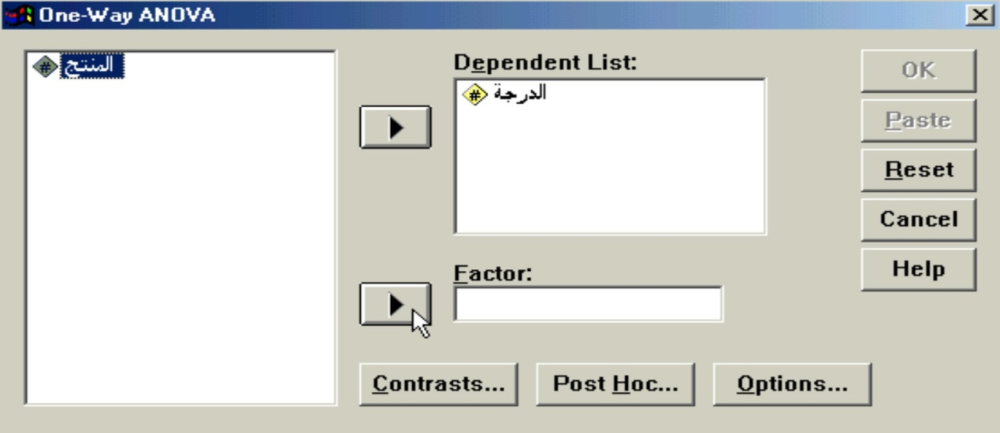 One-Way ANOVA
المنتج
Dependent List:
الدرجة
Factor:
OK
Paste
Reset
Cancel
Help
Contrasts...
Post Hoc...
Options...